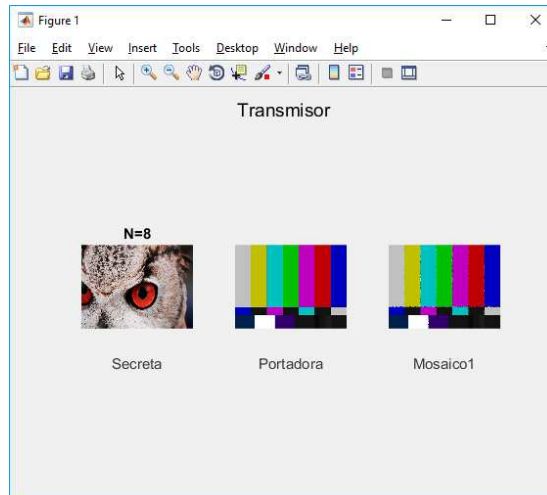 Figure 1
File Edit View Insert Tools Desktop Window Help
Transmisor
N=8
Secreta Portadora Mosaico1